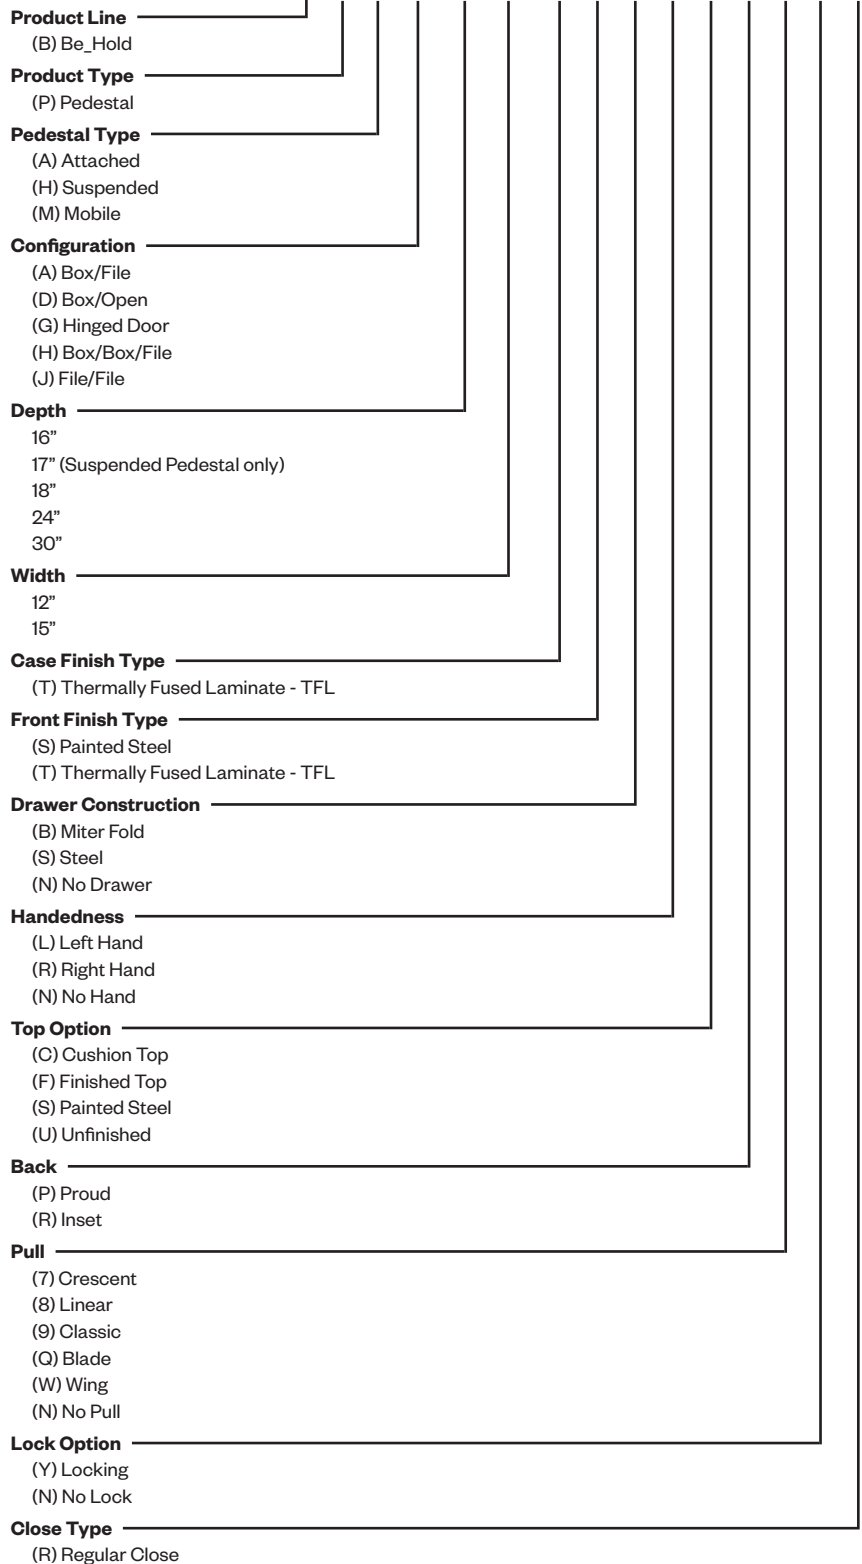 Product Line
(B) Be_Hold
Product Type
(P) Pedestal
Pedestal Type
(A) Attached
(H) Suspended
(M) Mobile
Configuration
(A) Box/File
(D) Box/Open
(G) Hinged Door
(H) Box/Box/File
(J) File/File
Depth
16”
17” (Suspended Pedestal only)
18”
24”
30”
Width
12”
15”
Case Finish Type
(T) Thermally Fused Laminate - TFL
Front Finish Type
(S) Painted Steel
(T) Thermally Fused Laminate - TFL
Drawer Construction
(B) Miter Fold
(S) Steel
(N) No Drawer
Handedness
(L) Left Hand
(R) Right Hand
(N) No Hand
Top Option
(C) Cushion Top
(F) Finished Top
(S) Painted Steel
(U) Unfinished
Back
(P) Proud
(R) Inset
Pull
(7) Crescent
(8) Linear
(9) Classic
(Q) Blade
(W) Wing
(N) No Pull
Lock Option
(Y) Locking
(N) No Lock
Close Type
(R) Regular Close